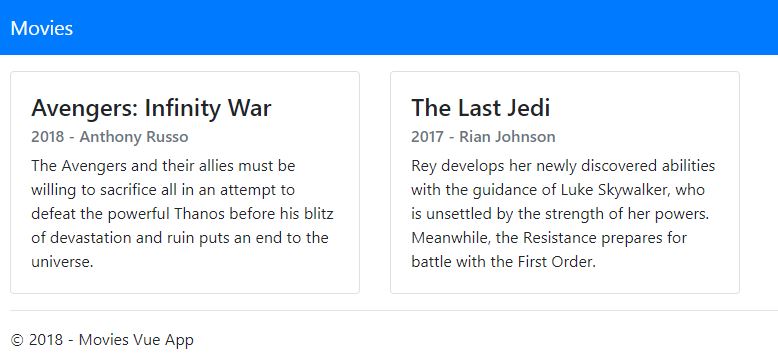 Movies
Avengers: Infinity War
2018 - Anthony Russo
The Avengers and their allies must be
willing to sacrifice all in an attempt to
defeat the powerful Thanos before his blitz
of devastation and ruin puts an end to the
universe.
The Last Jedi
2017 - Rian Johnson
Rey develops her newly discovered abilities
with the guidance of Luke Skywalker, who
is unsettled by the strength of her powers.
Meanwhile, the Resistance prepares for
battle with the First Order.
© 2018 - Movies Vue App